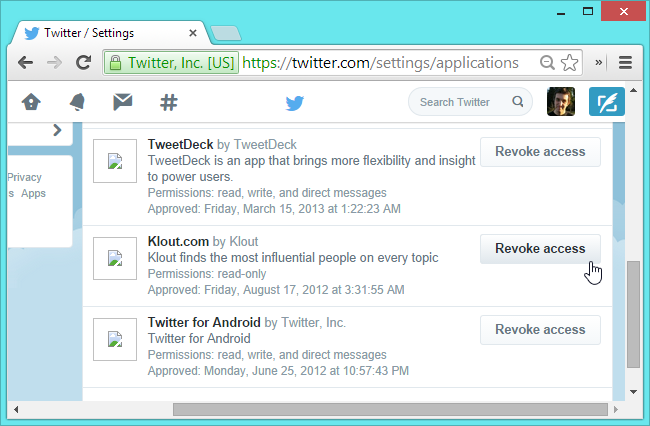 Twitter / Settings
Twitter, Inc. [US] https://twitter.com/settings/applications
Search Twitter
Privacy
s Apps
TweetDeck by TweetDeck
TweetDeck is an app that brings more flexibility and insight
to power users.
Permissions: read, write, and direct messages
Approved: Friday, March 15, 2013 at 1:22:23 AM
Revoke access
Klout.com by Klout
Klout finds the most influential people on every topic
Permissions: read-only
Approved: Friday, August 17, 2012 at 3:31:55 AM
Revoke access
Twitter for Android by Twitter, Inc.
Twitter for Android
Permissions: read, write, and direct messages
Approved: Monday, June 25, 2012 at 10:57:43 PM
Revoke access